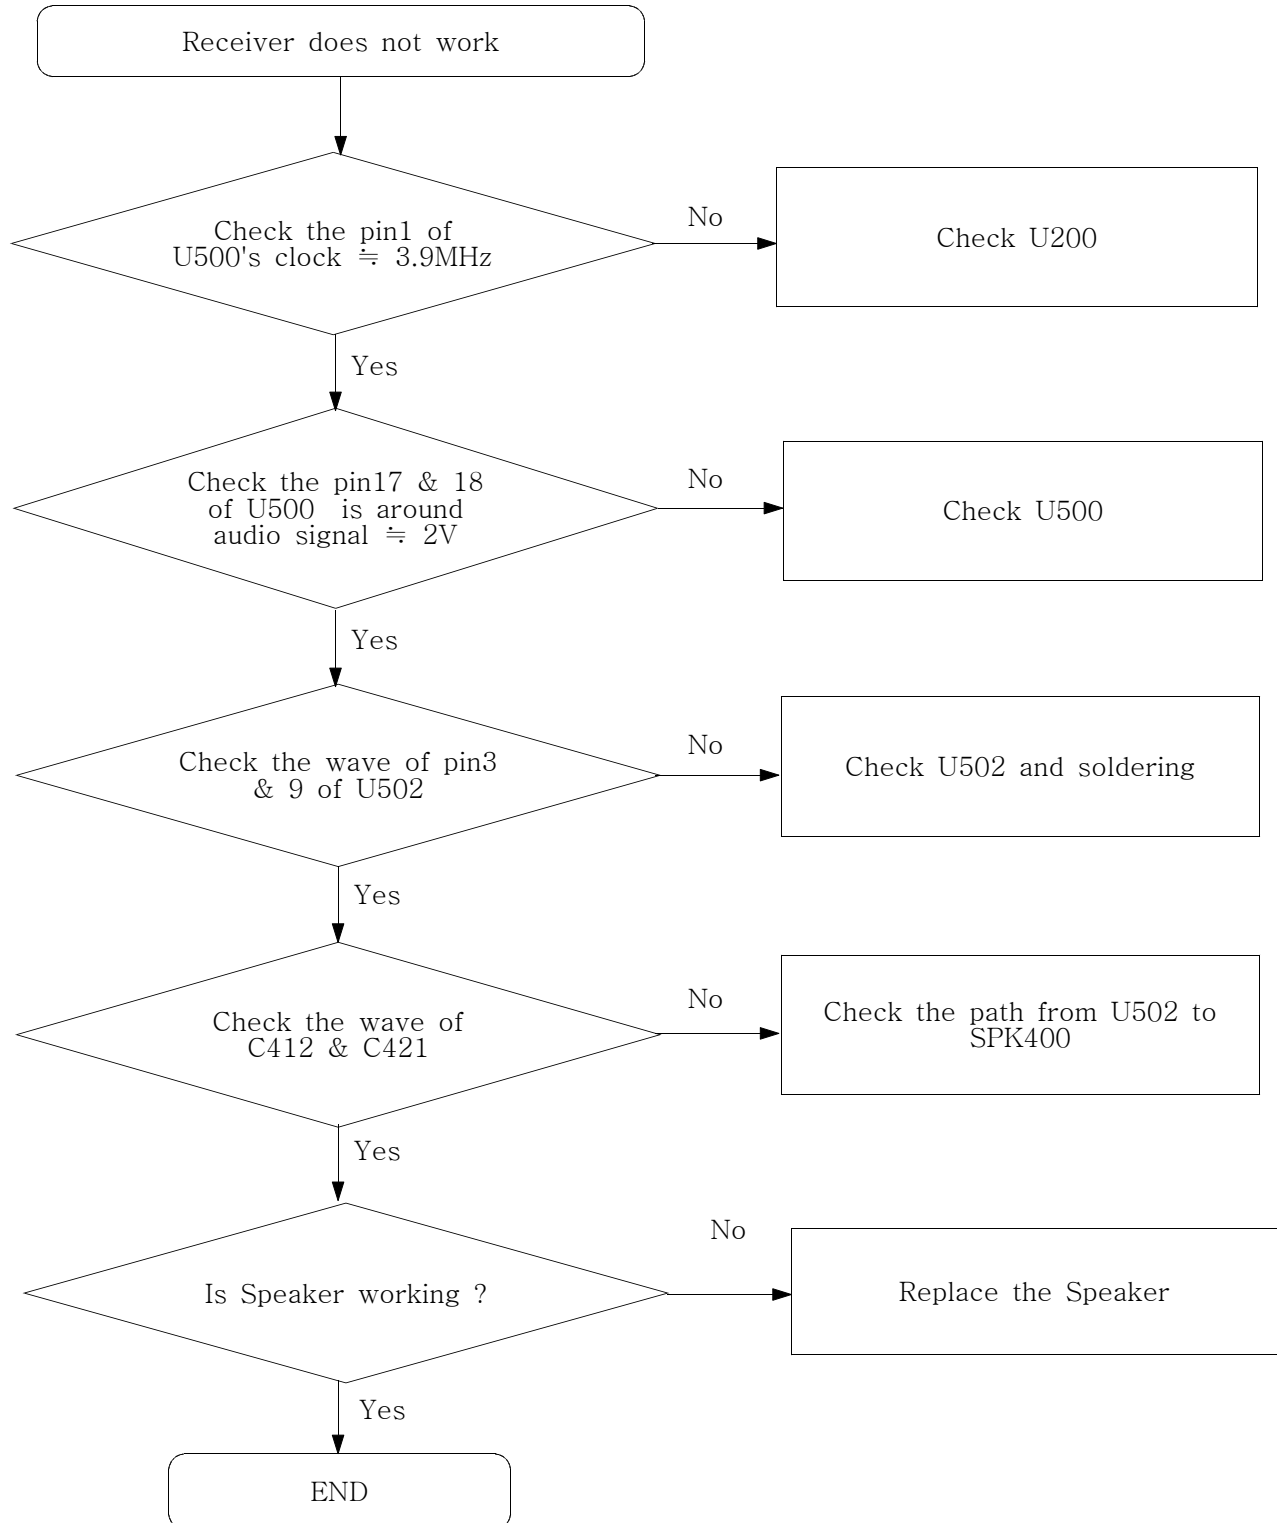 Receiver does not work
Check the pin1 of
U500's clock ≒ 3.9MHz
No
Check U200
Yes
Check the pin17 & 18
of U500 is around
audio signal ≒ 2V
No
Check U500
Yes
Check the wave of pin3
& 9 of U502
No
Check U502 and soldering
Yes
Check the wave of
C412 & C421
No
Check the path from U502 to
SPK400
Yes
Is Speaker working ?
No
Replace the Speaker
Yes
END